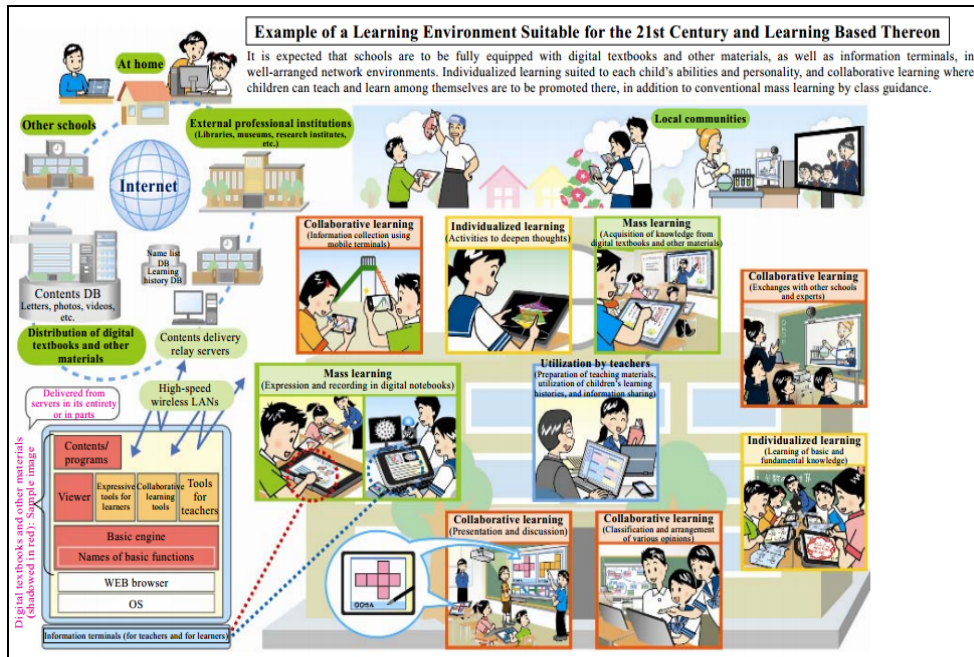 Example of a Learning Environment Suitable for the 21st Century and Learning Based Thereon
It is expected that schools are to be fully equipped with digital textbooks and other materials, as well as information terminals, in
well-arranged network environments. Individualized learning suited to each child's abilities and personality, and collaborative learning where
children can teach and learn among themselves are to be promoted there, in addition to conventional mass learning by class guidance.
At home
Other schools
External professional institutions
(Libraries, museums, research institutes,
etc.)
Local communities
Internet
Name list
DB
Learning
history DB
Contents DB
Letters, photos, videos,
etc.
Distribution of digital
textbooks and other
materials
Contents delivery
relay servers
High-speed
wireless LANs
Delivered from
servers in its entirety
or in parts
Digital textbooks and other materials
(shadowed in red): Sample image
Contents/
programs
Viewer
Expressive
tools for
learners
Collaborative
learning
tools
Tools
for
teachers
Basic engine
Names of basic functions
WEB browser
OS
Information terminals (for teachers and for learners)
Collaborative learning
(Information collection using
mobile terminals)
Individualized learning
(Activities to deepen thoughts)
Mass learning
(Acquisition of knowledge from
digital textbooks and other materials)
Collaborative learning
(Exchanges with other schools
and experts)
Mass learning
(Expression and recording in digital notebooks)
Utilization by teachers
(Preparation of teaching materials,
utilization of children's learning
histories, and information sharing)
Individualized learning
(Learning of basic and
fundamental knowledge)
Collaborative learning
(Presentation and discussion)
Collaborative learning
(Classification and arrangement
of various opinions)